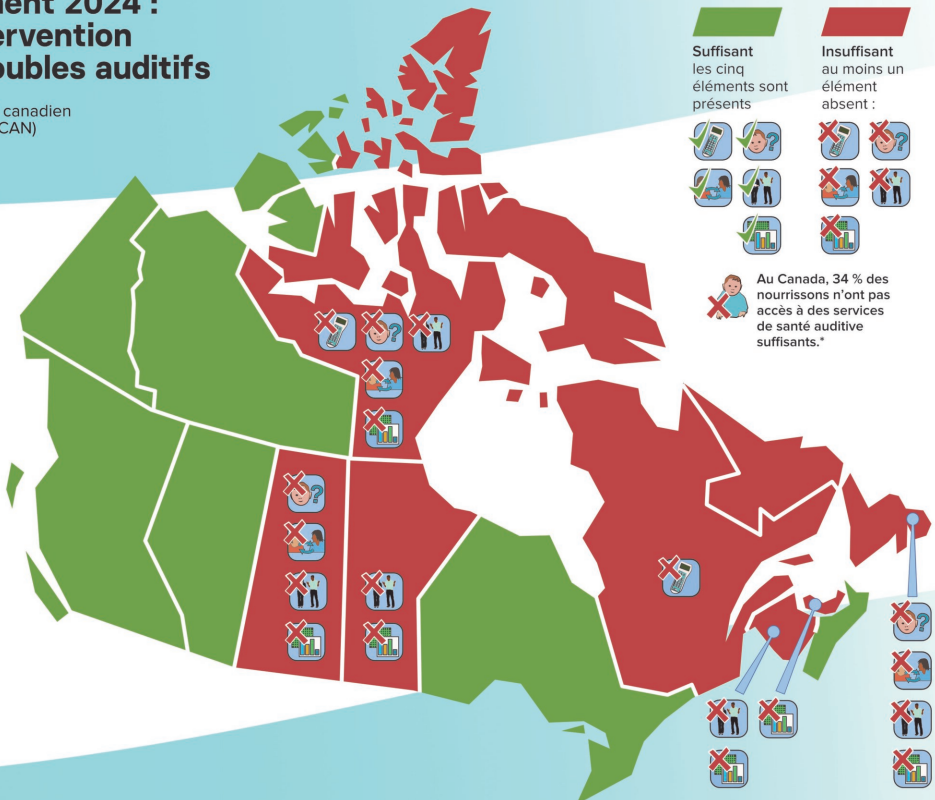 2024 :
ervention
oubles auditifs
canadien
CAN)
Suffisant
les cinq
éléments sont
présents
Insuffisant
au moins un
élément
absent :
Au Canada, 34 % des
nourrissons n'ont pas
accès à des services
de santé auditive
suffisants.*